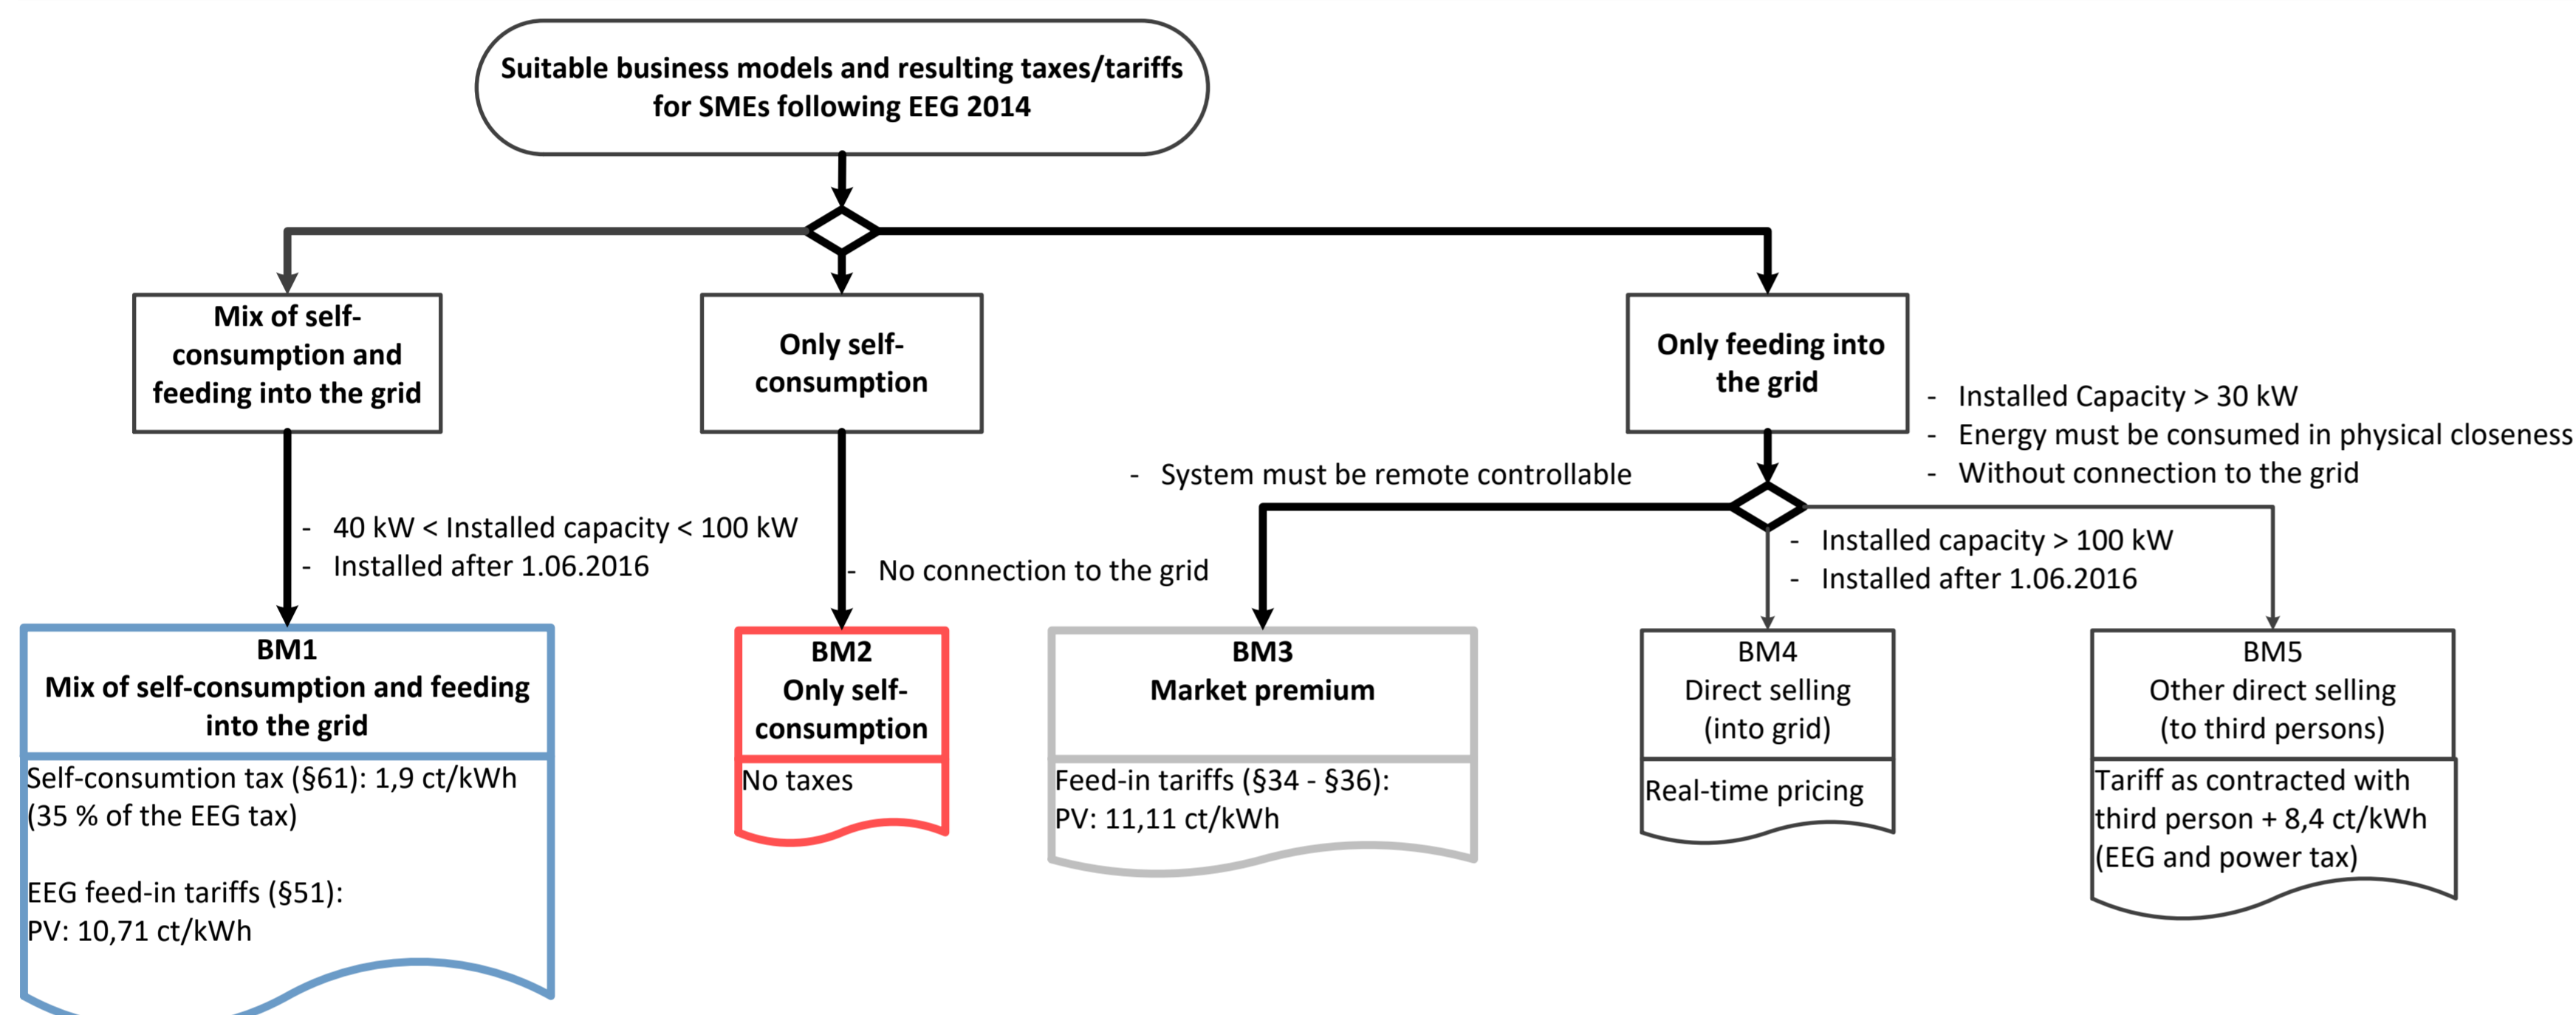 Suitable business models and resulting taxes/tariffs
for SMEs following EEG 2014
Mix of self-
consumption and
feeding into the grid
Only self-
consumption
Only feeding into
the grid
- Installed Capacity > 30 kW
- Energy must be consumed in physical closeness
- Without connection to the grid
- System must be remote controllable
- 40 kW < Installed capacity < 100 kW
- Installed after 1.06.2016
- No connection to the grid
- Installed capacity > 100 kW
- Installed after 1.06.2016
BM1
Mix of self-consumption and feeding
into the grid
Self-consumtion tax (§61): 1,9 ct/kWh
(35 % of the EEG tax)
EEG feed-in tariffs (§51):
PV: 10,71 ct/kWh
BM2
Only self-
consumption
No taxes
BM3
Market premium
Feed-in tariffs (§34 - §36):
PV: 11,11 ct/kWh
BM4
Direct selling
(into grid)
Real-time pricing
BM5
Other direct selling
(to third persons)
Tariff as contracted with
third person + 8,4 ct/kWh
(EEG and power tax)